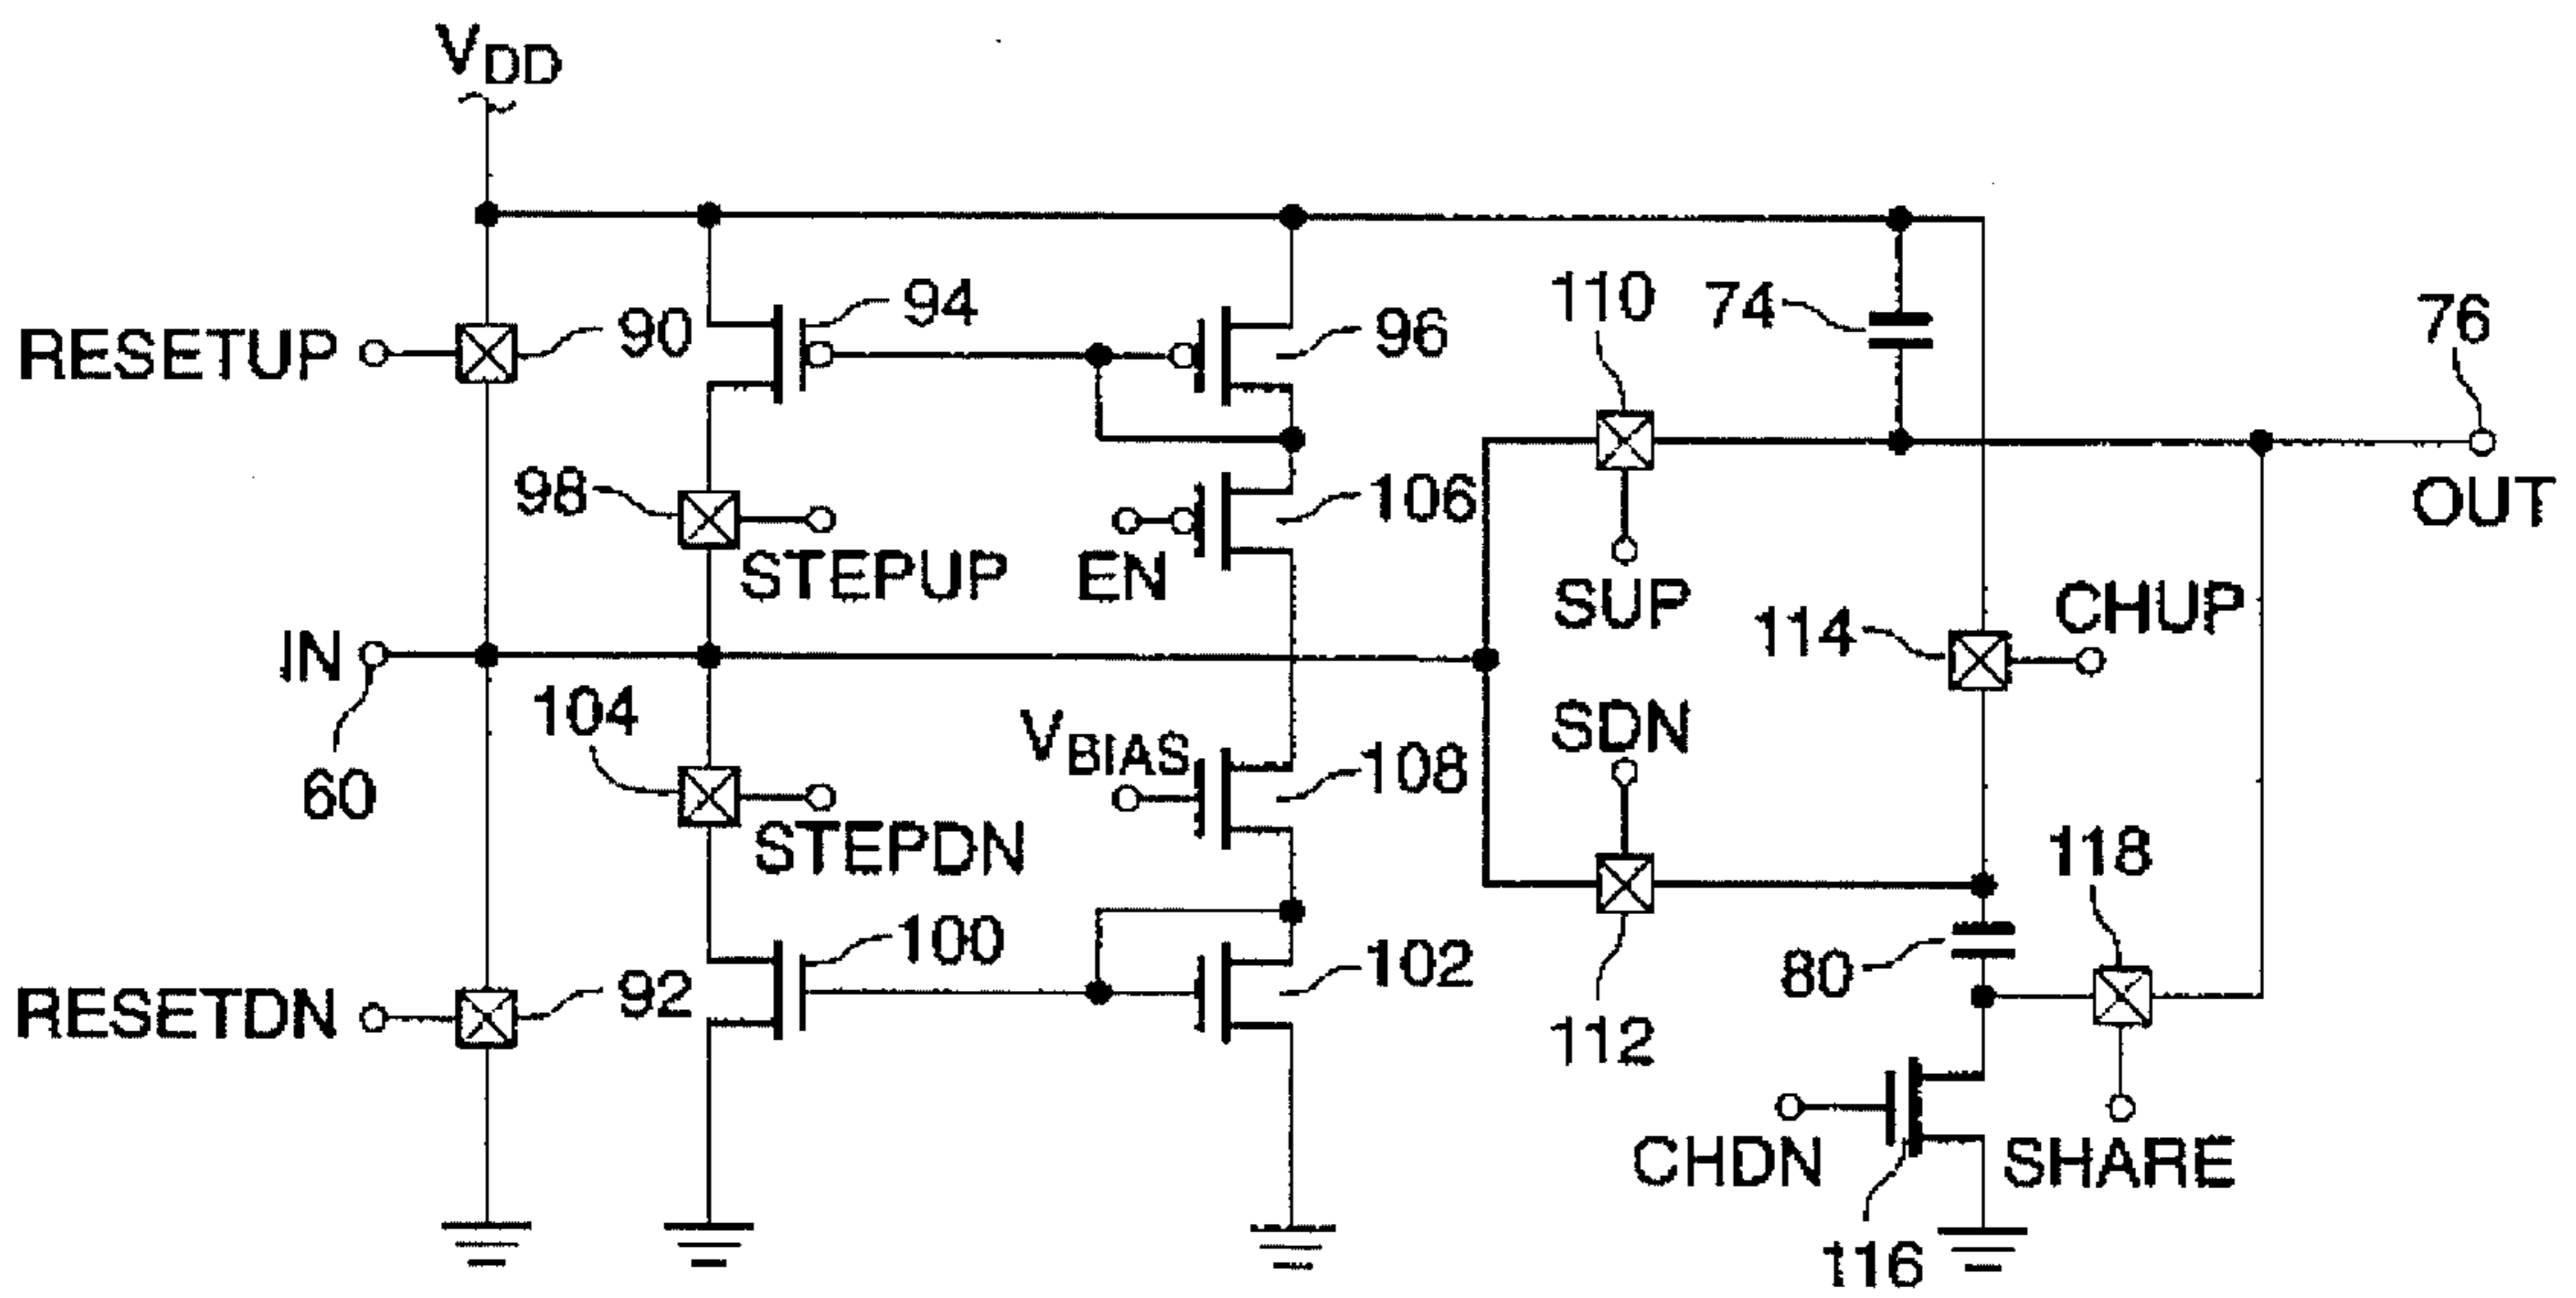 VDD
RESETUP
90
94
96
110
74
76
OUT
98
STEPUP
EN
106
SUP
114
CHUP
IN
60
104
STEPDN
VBIAS
108
SDN
112
118
80
RESETDN
92
100
102
CHDN
116
SHARE